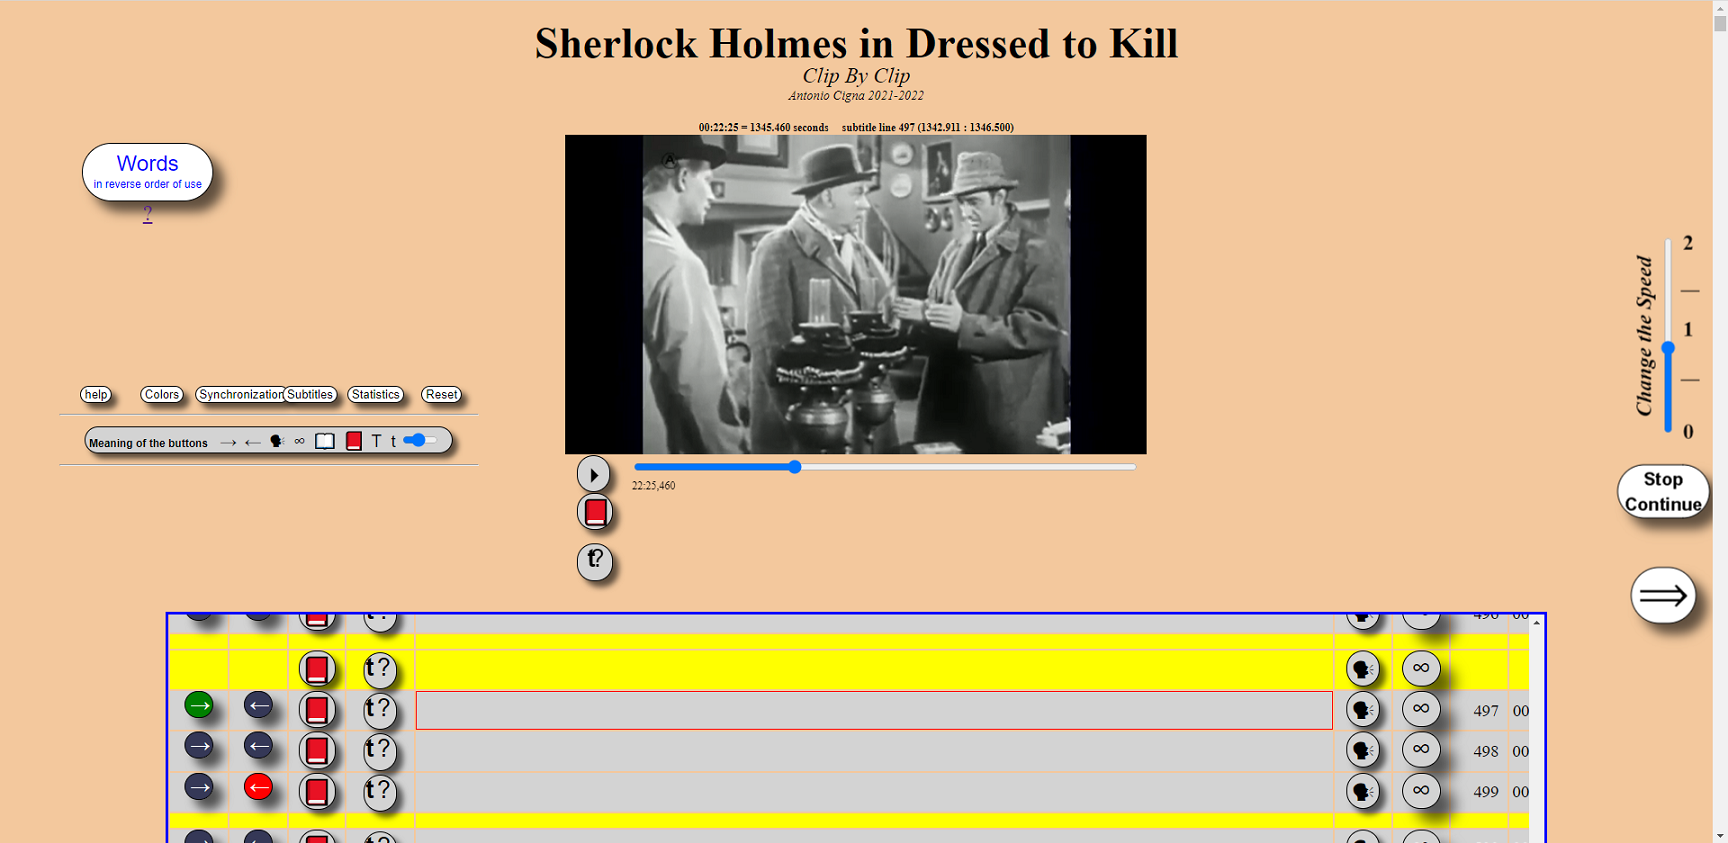 Sherlock Holmes in Dressed to Kill
Clip By Clip
Antonio Cigna 2021-2022
00:22:25 = 1345.460 seconds subtitle line 497 (1342.911 : 1346.500)
Words
in reverse order of use
?
help Colors Synchronization Subtitles Statistics Reset
Meaning of the buttons → ← ∞ T t
22:25,460
t?
Change the Speed
2
1
0
Stop
Continue
⇒
t?
t ? ∞
→ ← t ? ∞ 497 00
→ ← t ? ∞ 498 00
→ ← t ? ∞ 499 00